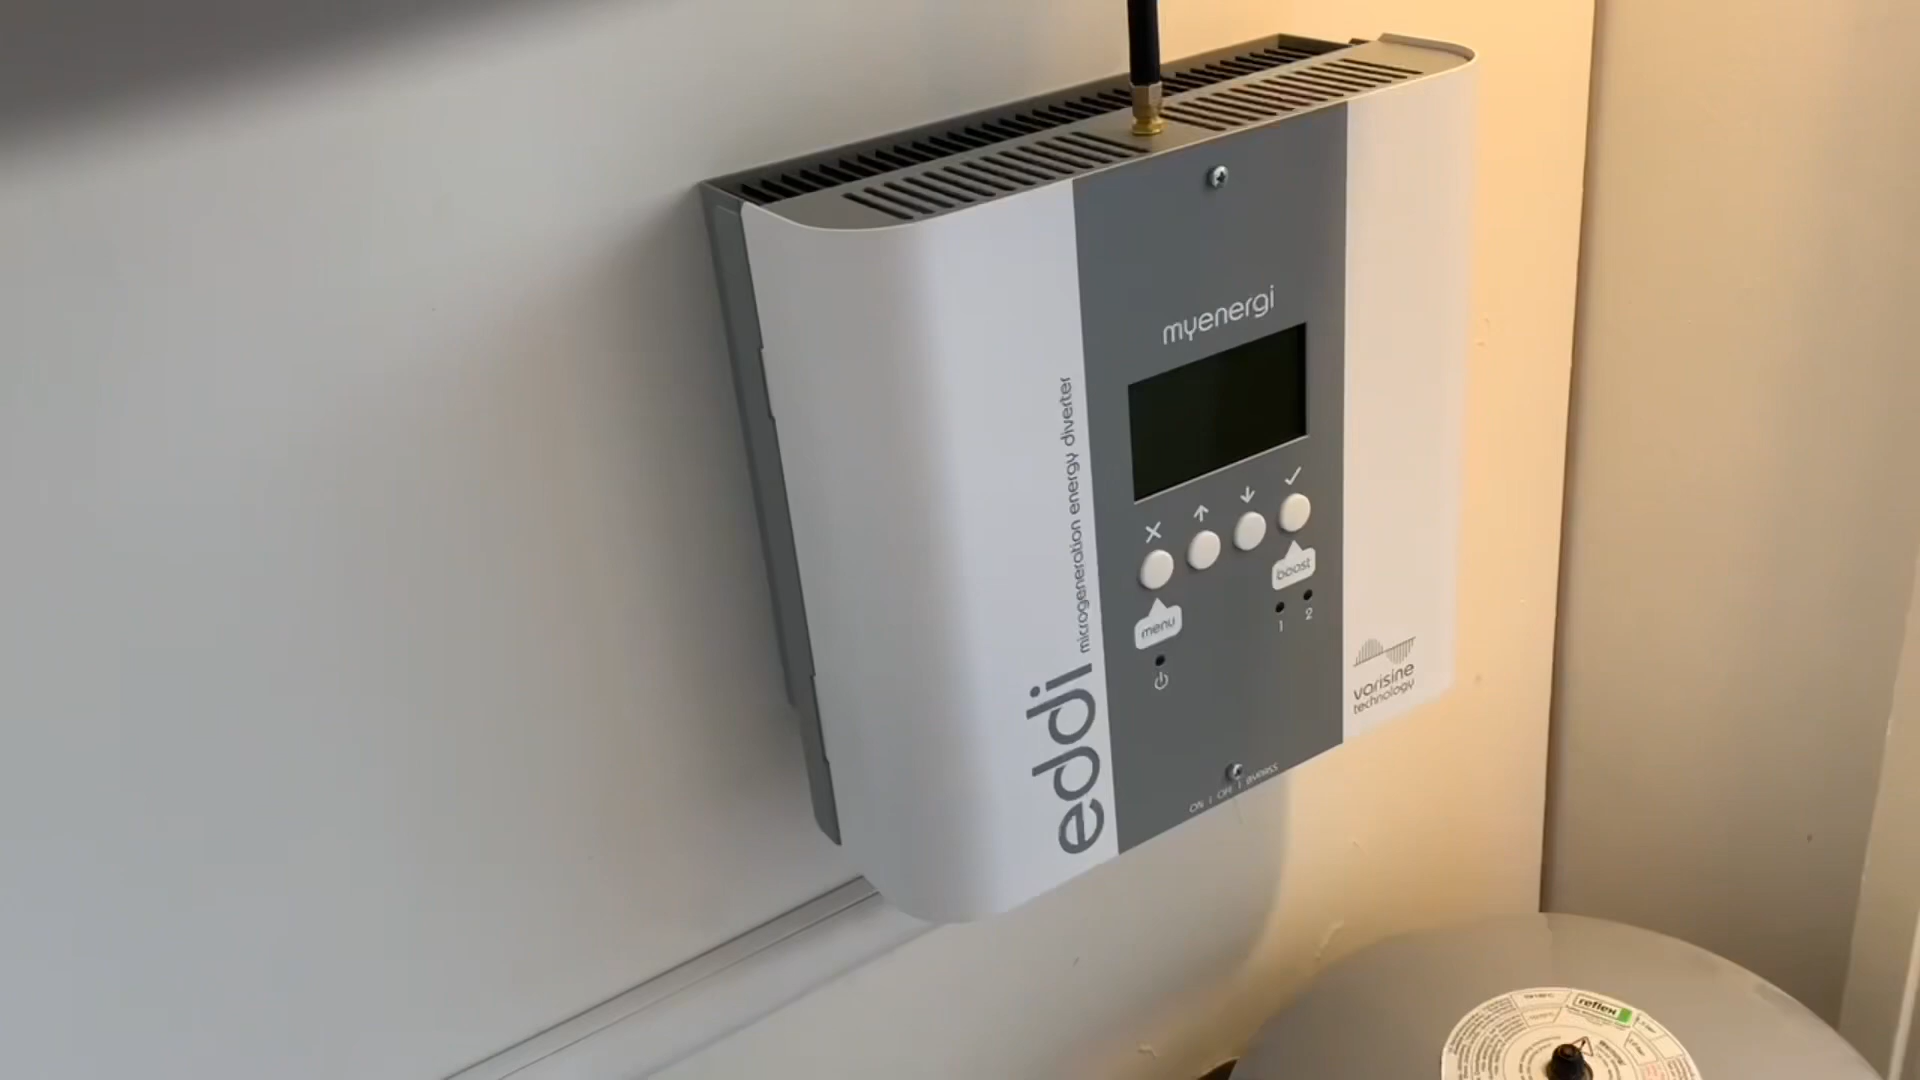 myenergi
eddi microgeneration energy diverter
menu
boost
1 2
varisine
technology
ON | OFF | BYPASS
reflex